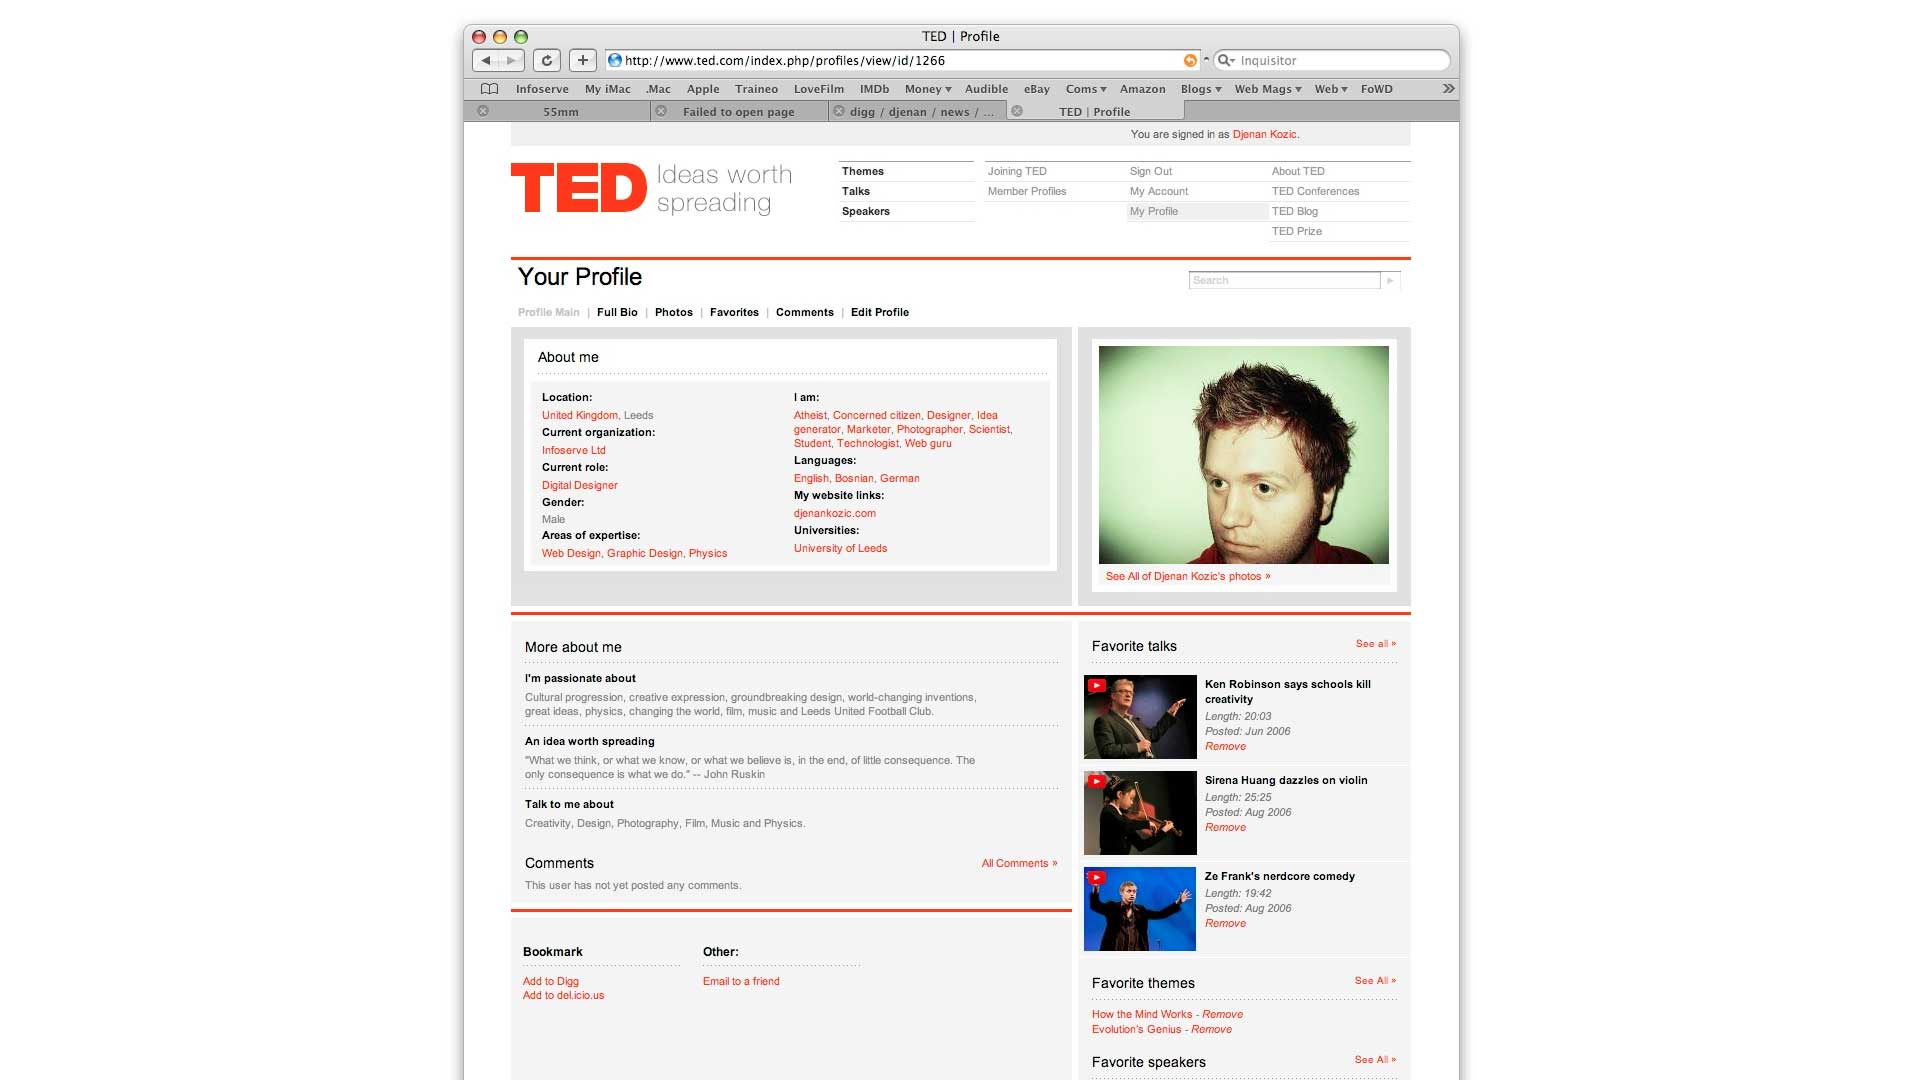 TED | Profile
http://www.ted.com/index.php/profiles/view/id/1266
Inquisitor
Infoserve My iMac .Mac Apple Traineo LoveFilm IMDb Money Audible eBay Coms Amazon Blogs Web Mags Web FoWD
55mm Failed to open page digg / djenan / news / ... TED | Profile
You are signed in as Djenan Kozic.
TED Ideas worth
spreading
Themes Joining TED Sign Out About TED
Talks Member Profiles My Account TED Conferences
Speakers My Profile TED Blog
TED Prize
Your Profile
Search
Profile Main | Full Bio | Photos | Favorites | Comments | Edit Profile
About me
Location:
United Kingdom, Leeds
Current organization:
Infoserve Ltd
Current role:
Digital Designer
Gender:
Male
Areas of expertise:
Web Design, Graphic Design, Physics
I am:
Atheist, Concerned citizen, Designer, Idea
generator, Marketer, Photographer, Scientist,
Student, Technologist, Web guru
Languages:
English, Bosnian, German
My website links:
djenankozic.com
Universities:
University of Leeds
See All of Djenan Kozic's photos »
More about me
I'm passionate about
Cultural progression, creative expression, groundbreaking design, world-changing inventions,
great ideas, physics, changing the world, film, music and Leeds United Football Club.
An idea worth spreading
"What we think, or what we know, or what we believe is, in the end, of little consequence. The
only consequence is what we do." -- John Ruskin
Talk to me about
Creativity, Design, Photography, Film, Music and Physics.
Comments
All Comments »
This user has not yet posted any comments.
Bookmark
Add to Digg
Add to del.icio.us
Other:
Email to a friend
Favorite talks
See all »
Ken Robinson says schools kill
creativity
Length: 20:03
Posted: Jun 2006
Remove
Sirena Huang dazzles on violin
Length: 25:25
Posted: Aug 2006
Remove
Ze Frank's nerdcore comedy
Length: 19:42
Posted: Aug 2006
Remove
Favorite themes
See All »
How the Mind Works - Remove
Evolution's Genius - Remove
Favorite speakers
See All »